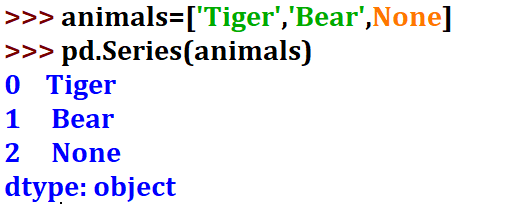 >>> animals=['Tiger','Bear',None]
>>> pd.Series(animals)
0 Tiger
1 Bear
2 None
dtype: object